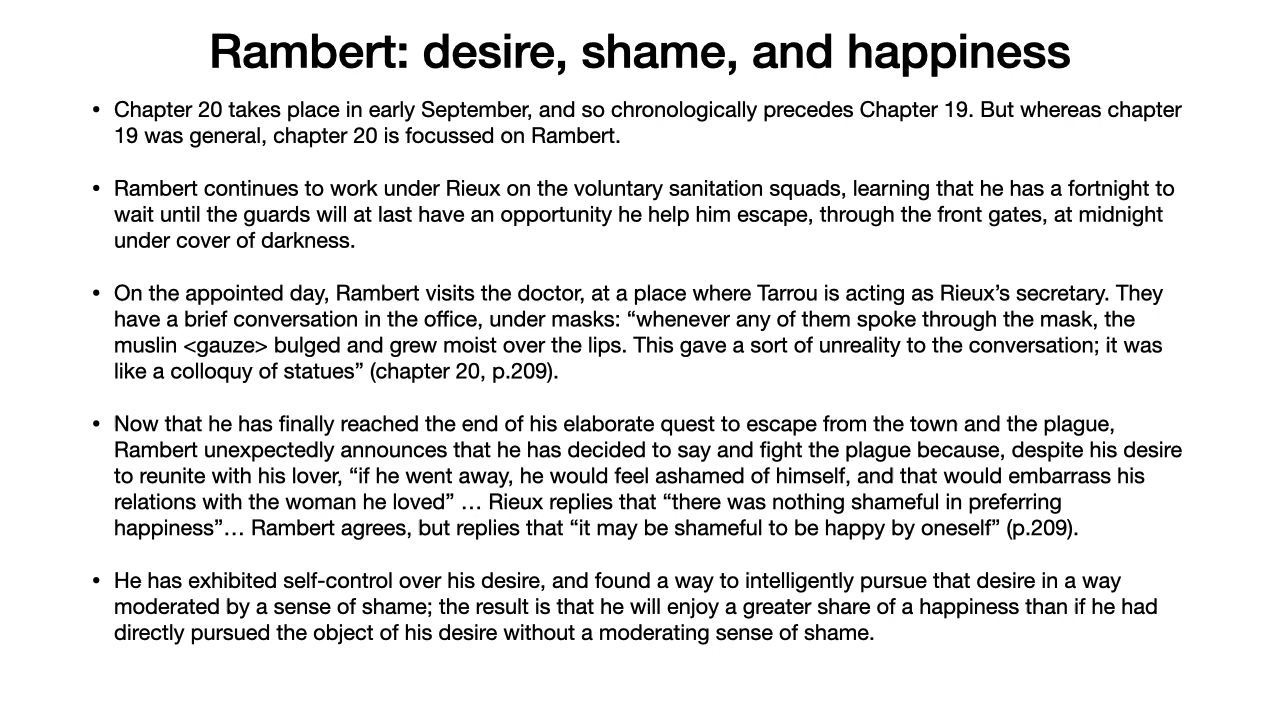 Rambert: desire, shame, and happiness
• Chapter 20 takes place in early September, and so chronologically precedes Chapter 19. But whereas chapter
19 was general, chapter 20 is focussed on Rambert.
• Rambert continues to work under Rieux on the voluntary sanitation squads, learning that he has a fortnight to
wait until the guards will at last have an opportunity he help him escape, through the front gates, at midnight
under cover of darkness.
• On the appointed day, Rambert visits the doctor, at a place where Tarrou is acting as Rieux’s secretary. They
have a brief conversation in the office, under masks: “whenever any of them spoke through the mask, the
muslin <gauze> bulged and grew moist over the lips. This gave a sort of unreality to the conversation; it was
like a colloquy of statues” (chapter 20, p.209).
• Now that he has finally reached the end of his elaborate quest to escape from the town and the plague,
Rambert unexpectedly announces that he has decided to say and fight the plague because, despite his desire
to reunite with his lover, “if he went away, he would feel ashamed of himself, and that would embarrass his
relations with the woman he loved” … Rieux replies that “there was nothing shameful in preferring
happiness”… Rambert agrees, but replies that “it may be shameful to be happy by oneself” (p.209).
• He has exhibited self-control over his desire, and found a way to intelligently pursue that desire in a way
moderated by a sense of shame; the result is that he will enjoy a greater share of a happiness than if he had
directly pursued the object of his desire without a moderating sense of shame.